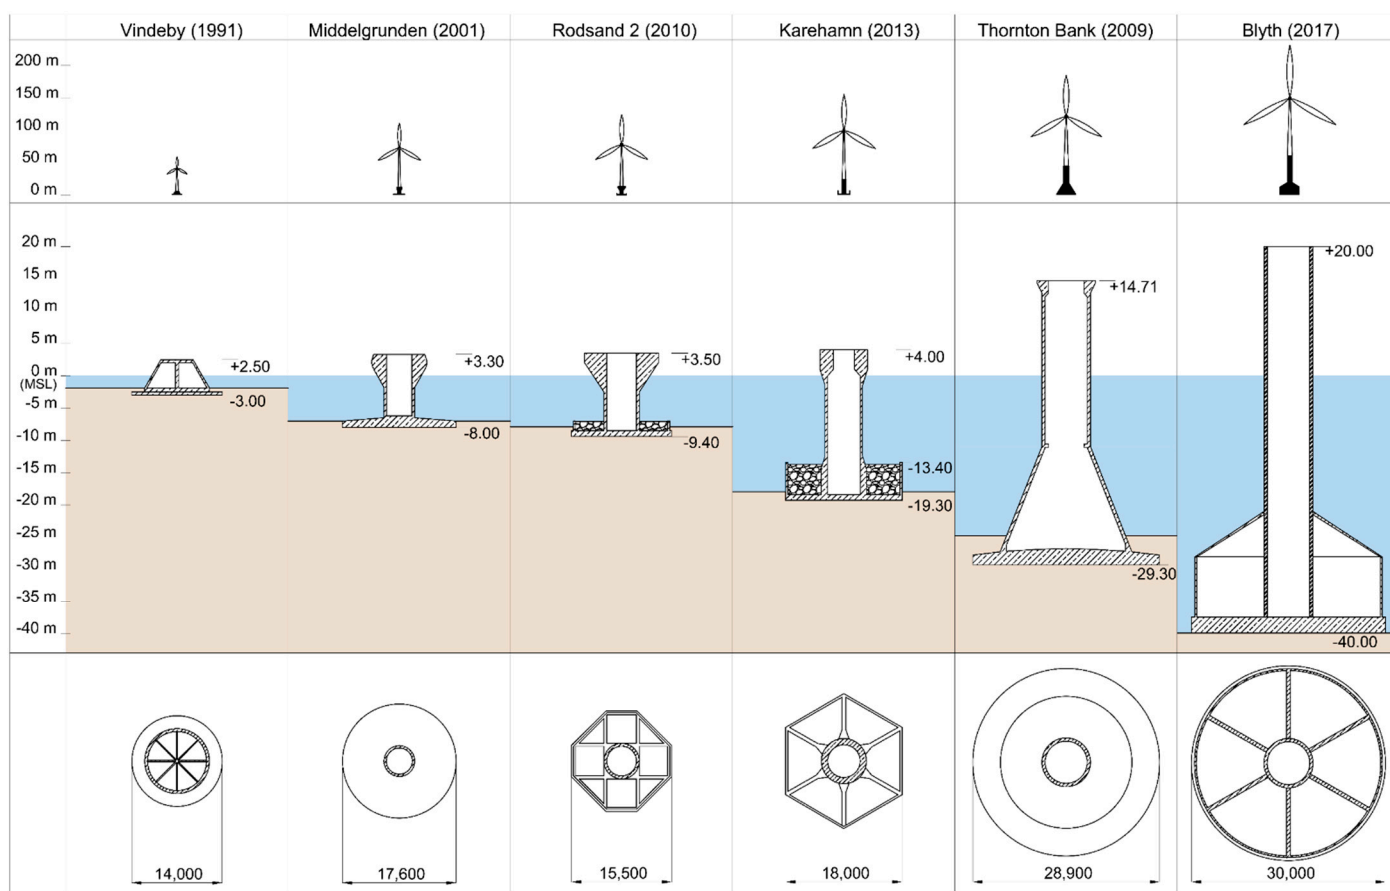 Vindeby (1991) Middelgrunden (2001) Rodsand 2 (2010) Karehamn (2013) Thornton Bank (2009) Blyth (2017)
200 m
150 m
100 m
50 m
0 m
20 m
+20.00
15 m
+14.71
10 m
5 m
+2.50 +3.30 +3.50 +4.00
0 m
(MSL)
-5 m
-3.00
-8.00
-10 m
-9.40
-15 m
-13.40
-20 m
-19.30
-25 m
-30 m
-29.30
-35 m
-40 m
-40.00
14,000 17,600 15,500 18,000 28,900 30,000